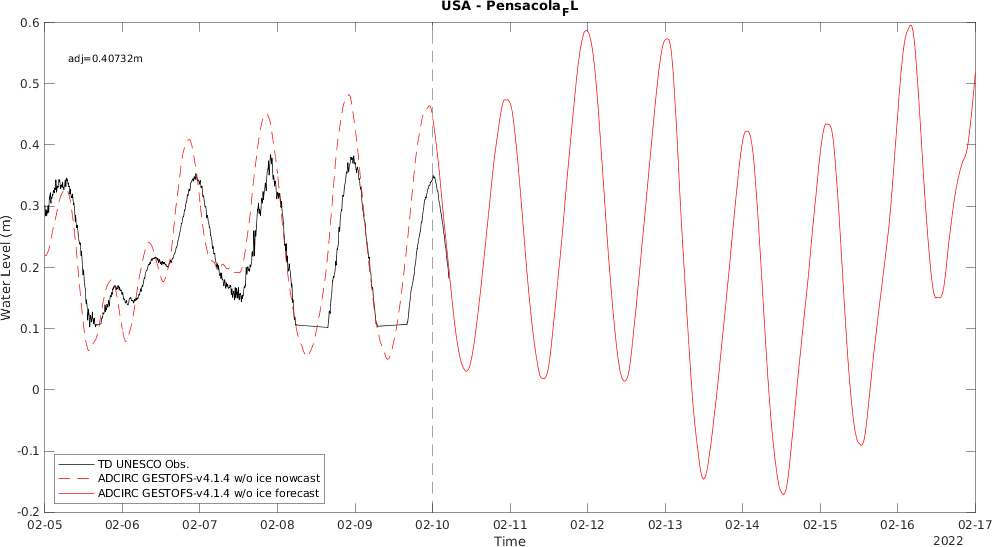 USA - Pensacola_FL
0.6
adj=0.40732m
0.5
0.4
0.3
0.2
0.1
0
-0.1
-0.2
Water Level (m)
TD UNESCO Obs.
ADCIRC GESTOFS-v4.1.4 w/o ice nowcast
ADCIRC GESTOFS-v4.1.4 w/o ice forecast
02-05 02-06 02-07 02-08 02-09 02-10 02-11 02-12 02-13 02-14 02-15 02-16 02-17
Time
2022